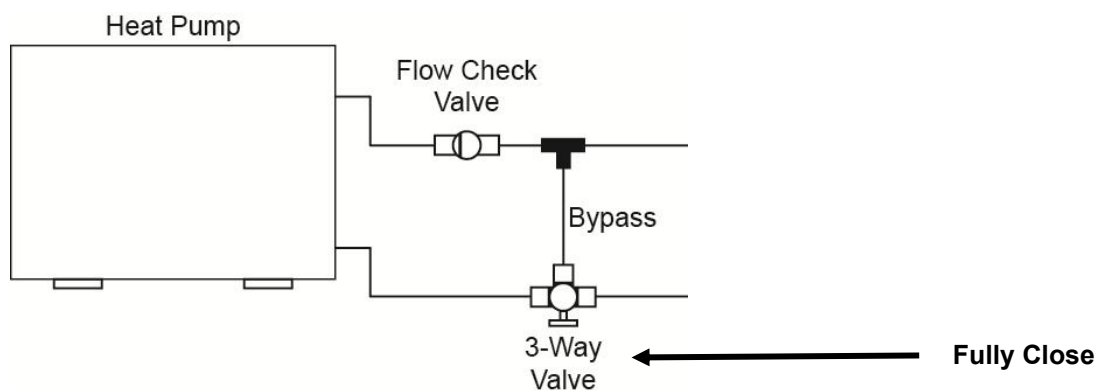 Heat Pump
Flow Check
Valve
Bypass
3-Way
Valve
Fully Close